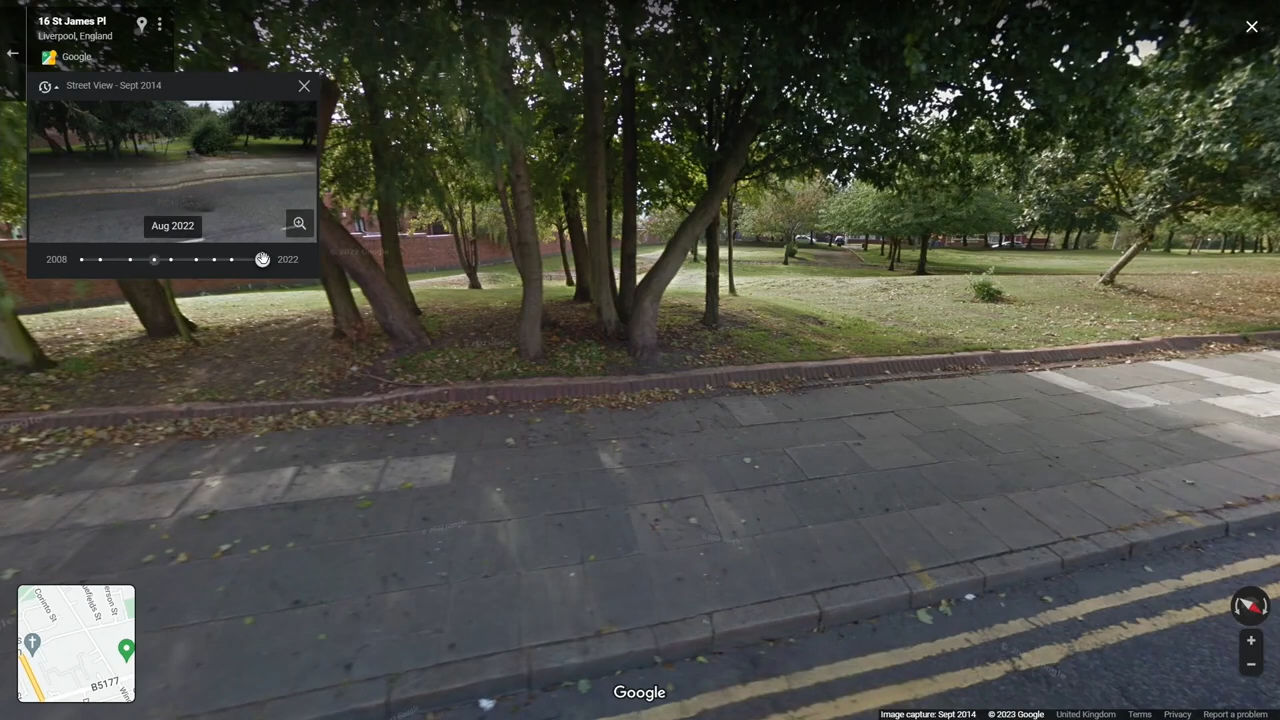 16 St James Pl
Liverpool, England
Google
Street View - Sept 2014
Aug 2022
2008
2022
Corinto St
B5177
Google
Image capture: Sept 2014 © 2023 Google United Kingdom Terms Privacy Report a problem